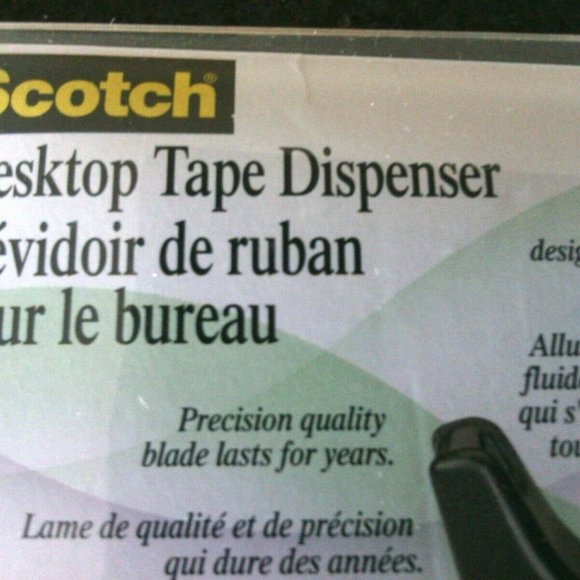 Scotch®
esktop Tape Dispenser
évidoir de ruban
ur le bureau
desig
Allu
fluid
qui s'
tou
Precision quality
blade lasts for years.
Lame de qualité et de précision
qui dure des années.